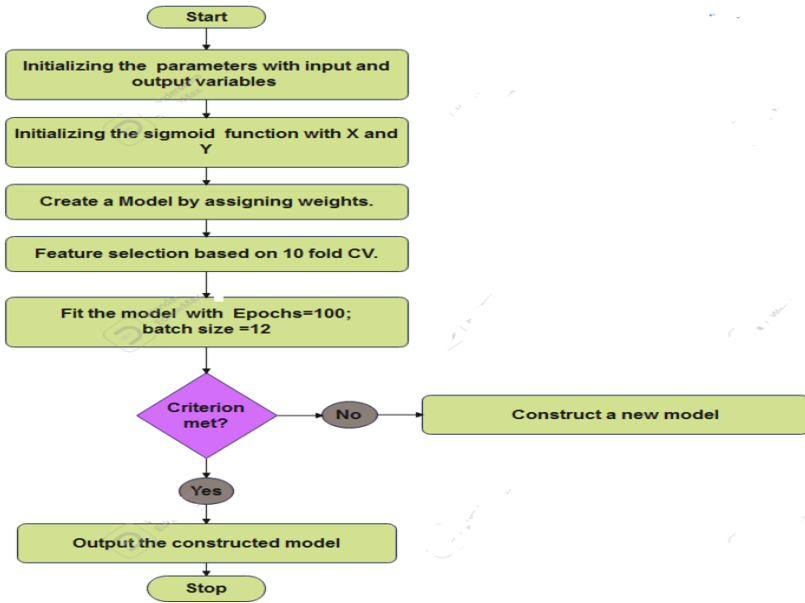 Start
Initializing the parameters with input and
output variables
Initializing the sigmoid function with X and
Y
Create a Model by assigning weights.
Feature selection based on 10 fold CV.
Fit the model with Epochs=100;
batch size =12
Criterion
met?
No
Construct a new model
Yes
Output the constructed model
Stop